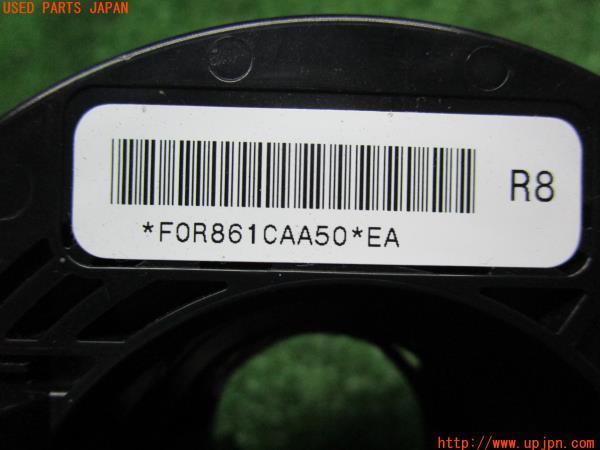 USED PARTS JAPAN
R8
*F0R861CAA50*EA
http://www.upjpn.com/